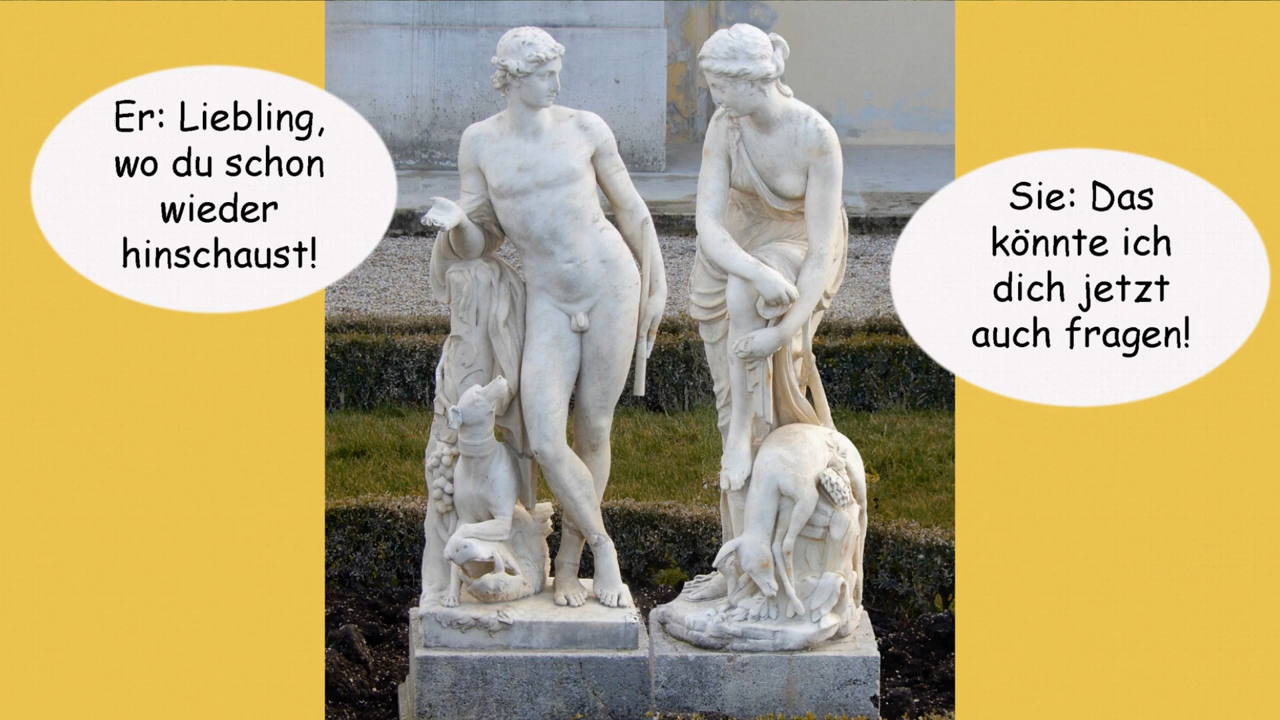 Er: Liebling,
wo du schon
wieder
hinschaust!
Sie: Das
könnte ich
dich jetzt
auch fragen!